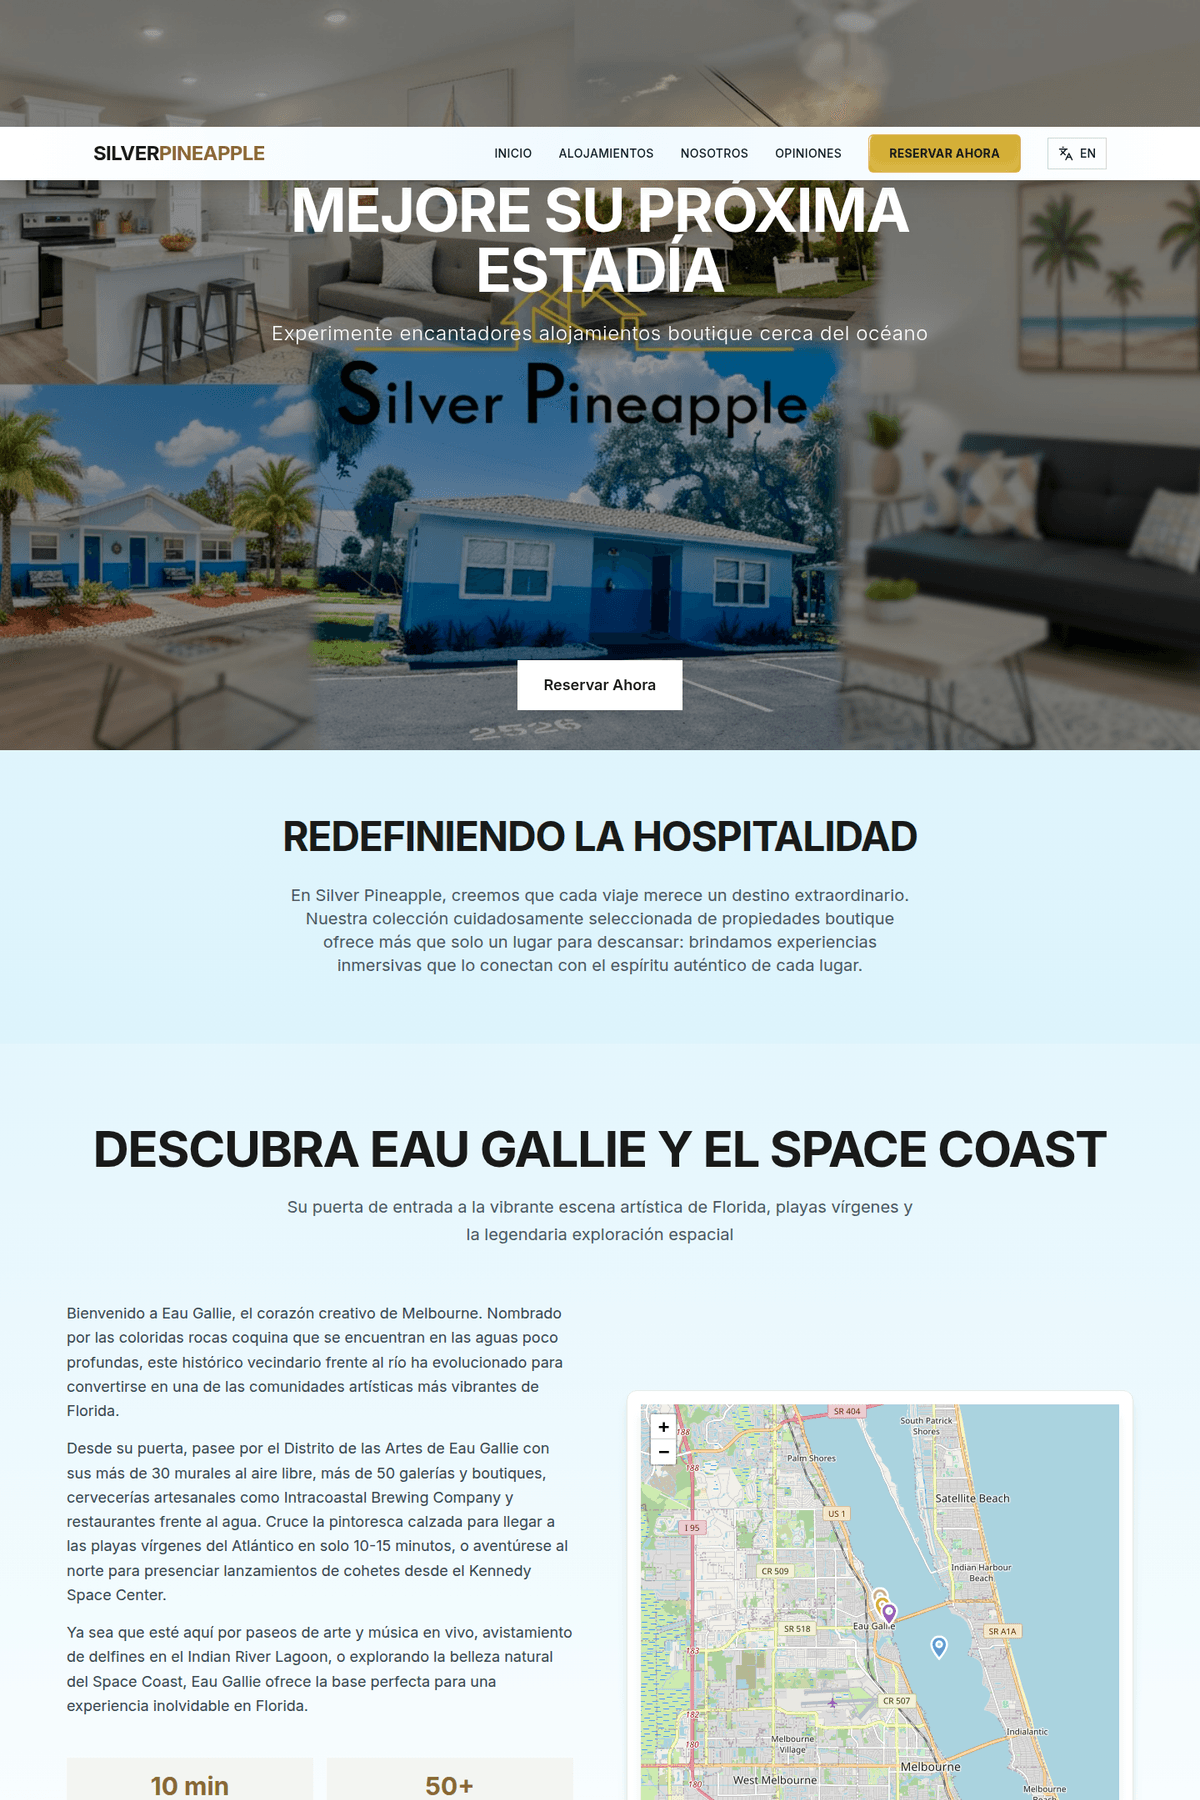 SILVERPINEAPPLE
INICIO
ALOJAMIENTOS
NOSOTROS
OPINIONES
RESERVAR AHORA
EN
MEJORE SU PRÓXIMA
ESTADÍA
Experimente encantadores alojamientos boutique cerca del océano
Silver Pineapple
Reservar Ahora
2526
REDEFINIENDO LA HOSPITALIDAD
En Silver Pineapple, creemos que cada viaje merece un destino extraordinario.
Nuestra colección cuidadosamente seleccionada de propiedades boutique
ofrece más que solo un lugar para descansar: brindamos experiencias
inmersivas que lo conectan con el espíritu auténtico de cada lugar.
DESCUBRA EAU GALLIE Y EL SPACE COAST
Su puerta de entrada a la vibrante escena artística de Florida, playas vírgenes y
la legendaria exploración espacial
Bienvenido a Eau Gallie, el corazón creativo de Melbourne. Nombrado
por las coloridas rocas coquina que se encuentran en las aguas poco
profundas, este histórico vecindario frente al río ha evolucionado para
convertirse en una de las comunidades artísticas más vibrantes de
Florida.
Desde su puerta, pasee por el Distrito de las Artes de Eau Gallie con
sus más de 30 murales al aire libre, más de 50 galerías y boutiques,
cervecerías artesanales como Intracoastal Brewing Company y
restaurantes frente al agua. Cruce la pintoresca calzada para llegar a
las playas vírgenes del Atlántico en solo 10-15 minutos, o aventúrese al
norte para presenciar lanzamientos de cohetes desde el Kennedy
Space Center.
Ya sea que esté aquí por paseos de arte y música en vivo, avistamiento
de delfines en el Indian River Lagoon, o explorando la belleza natural
del Space Coast, Eau Gallie ofrece la base perfecta para una
experiencia inolvidable en Florida.
10 min
50+
+
−
SR 404
188
South Patrick
Shores
Palm Shores
188
Satellite Beach
US 1
I 95
Indian Harbour
Beach
CR 509
Eau Gallie
SR 518
SR A1A
183
CR 507
182
Indialantic
180
Melbourne
Village
Melbourne
West Melbourne
180
Melbourne
Beach